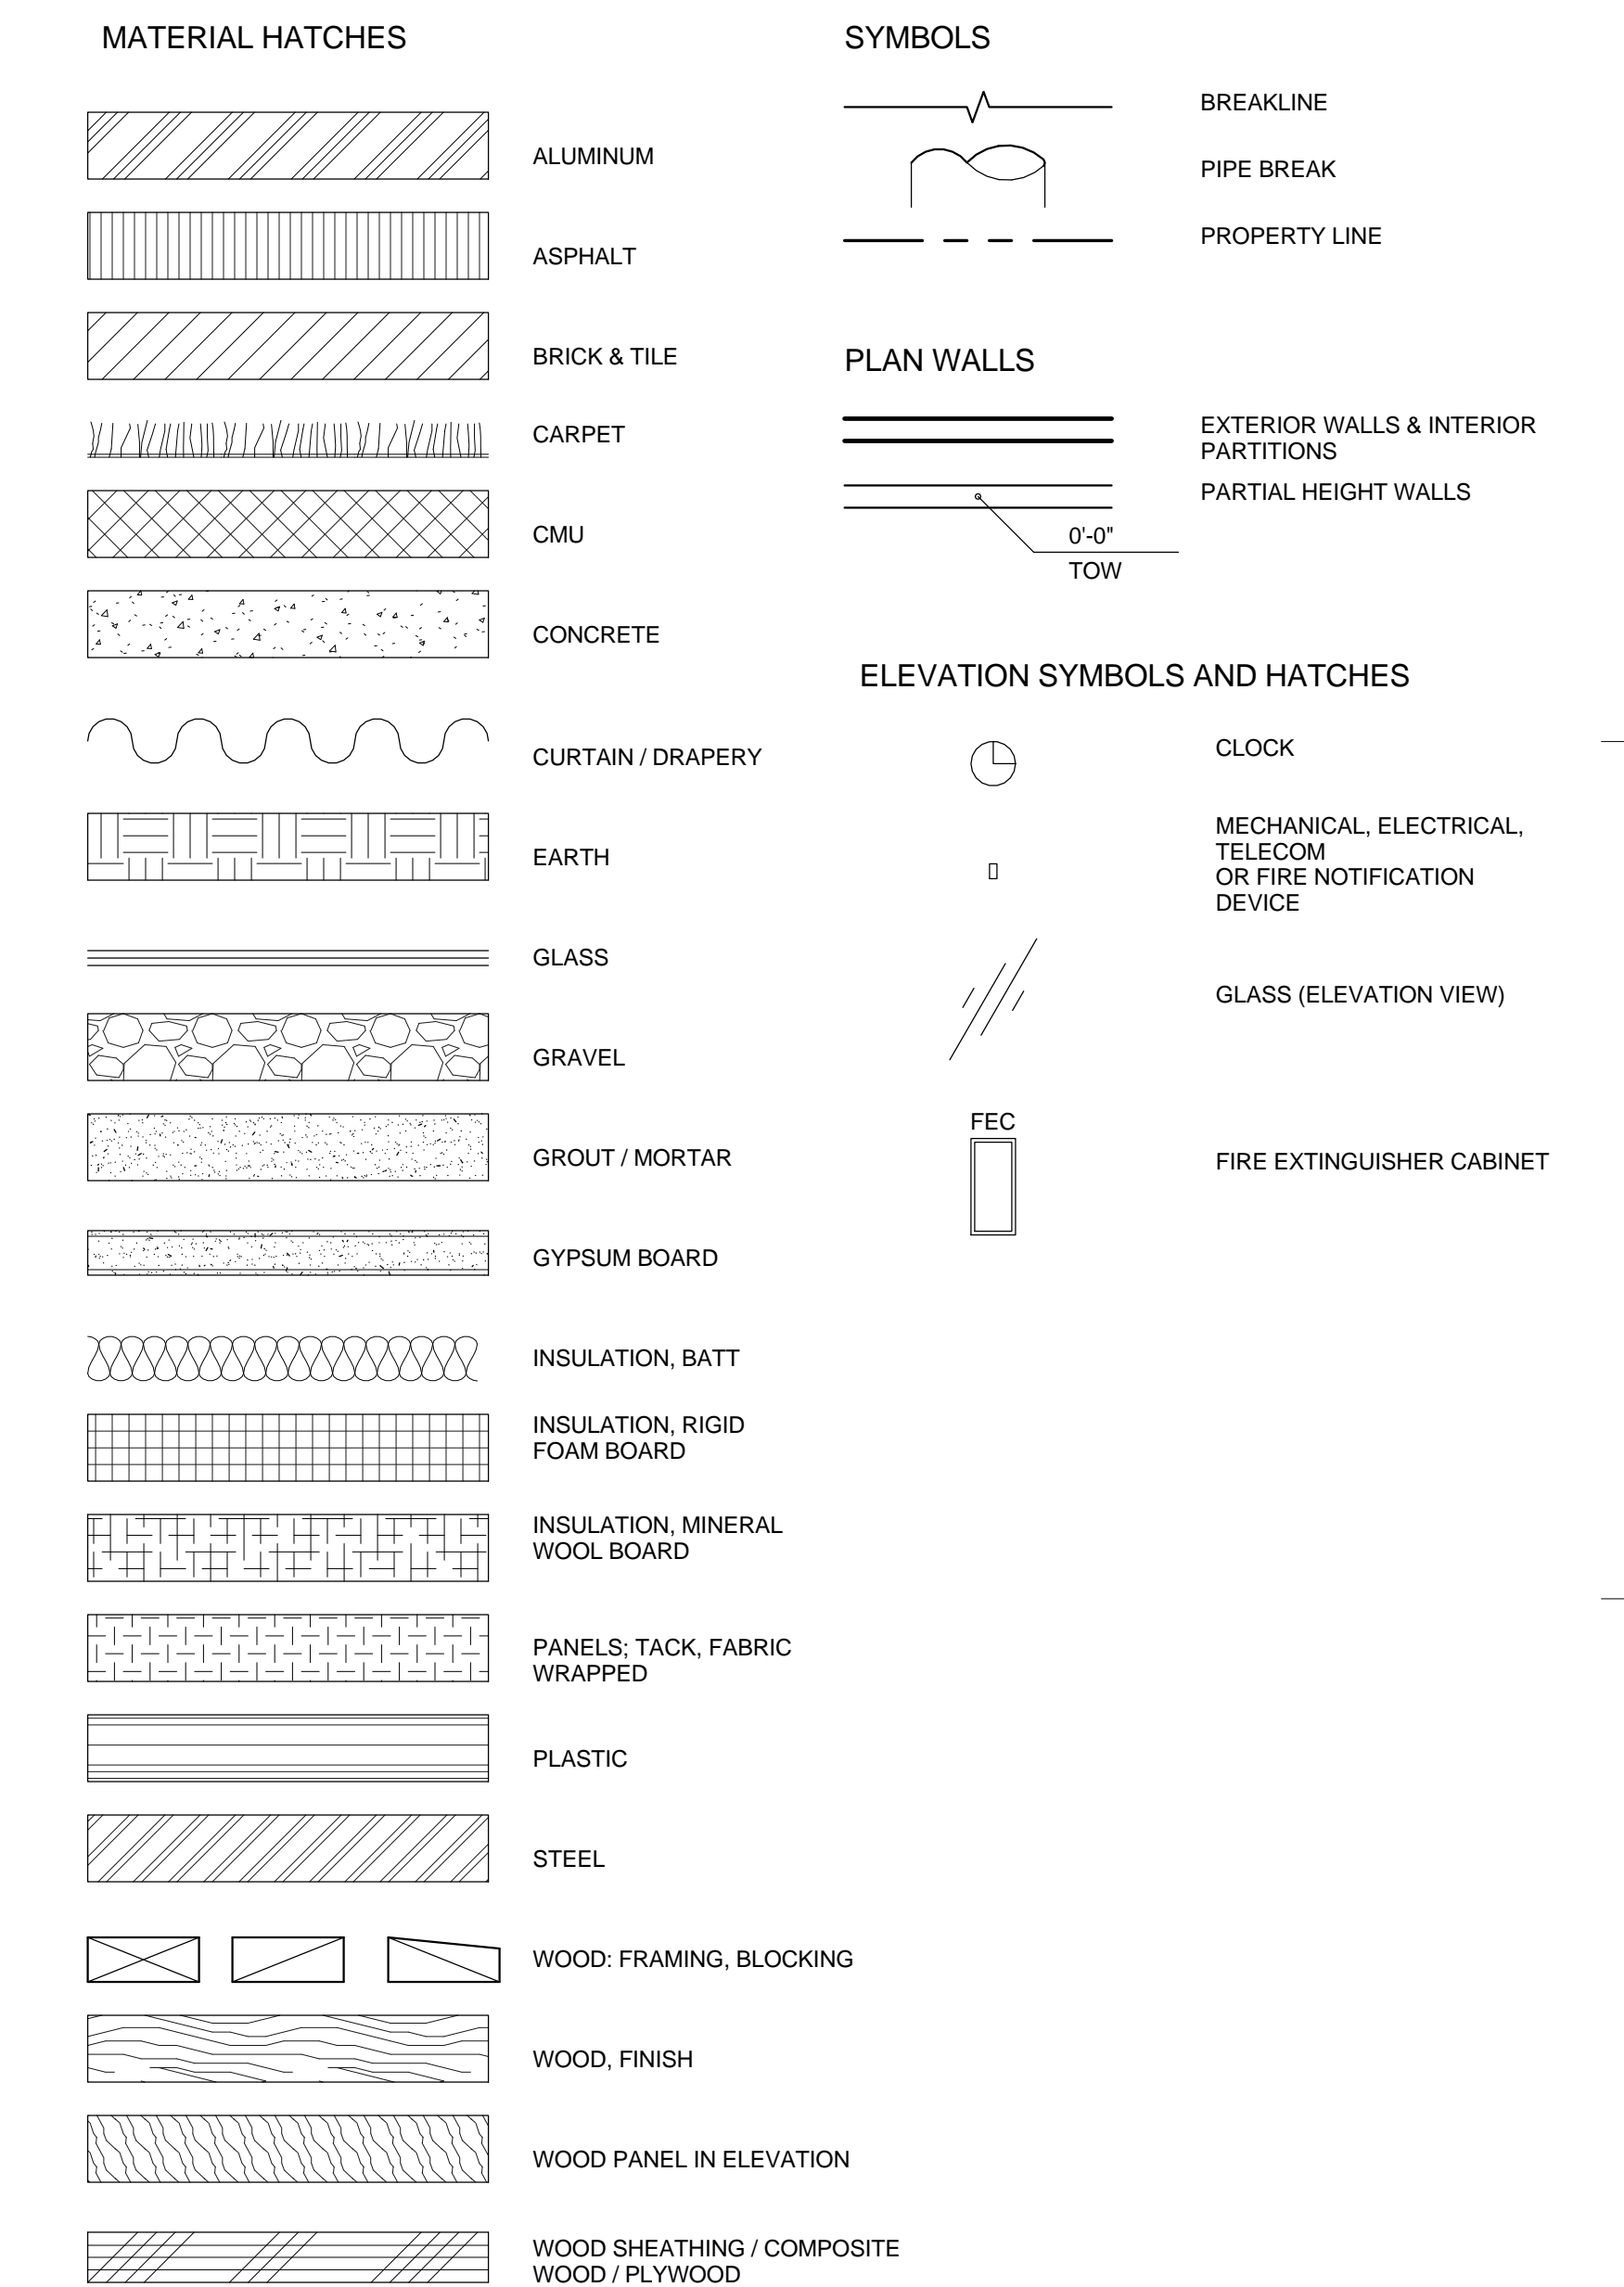 MATERIAL HATCHES
ALUMINUM
ASPHALT
BRICK & TILE
CARPET
CMU
CONCRETE
CURTAIN / DRAPERY
EARTH
GLASS
GRAVEL
GROUT / MORTAR
GYPSUM BOARD
INSULATION, BATT
INSULATION, RIGID
FOAM BOARD
INSULATION, MINERAL
WOOL BOARD
PANELS; TACK, FABRIC
WRAPPED
PLASTIC
STEEL
WOOD: FRAMING, BLOCKING
WOOD, FINISH
WOOD PANEL IN ELEVATION
WOOD SHEATHING / COMPOSITE
WOOD / PLYWOOD
SYMBOLS
BREAKLINE
PIPE BREAK
PROPERTY LINE
PLAN WALLS
EXTERIOR WALLS & INTERIOR
PARTITIONS
PARTIAL HEIGHT WALLS
0'-0"
TOW
ELEVATION SYMBOLS AND HATCHES
CLOCK
MECHANICAL, ELECTRICAL,
TELECOM
OR FIRE NOTIFICATION
DEVICE
GLASS (ELEVATION VIEW)
FEC
FIRE EXTINGUISHER CABINET